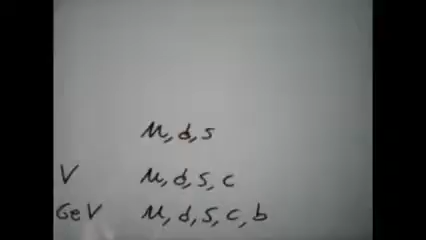 u, d, s
V u, d, s, c
GeV u, d, s, c, b